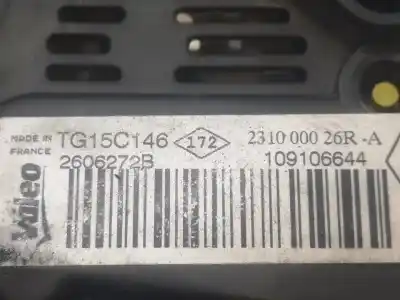 MADE IN
FRANCE
TG15C146 172 2310 000 26R -A
2606272B 109106644
Valeo